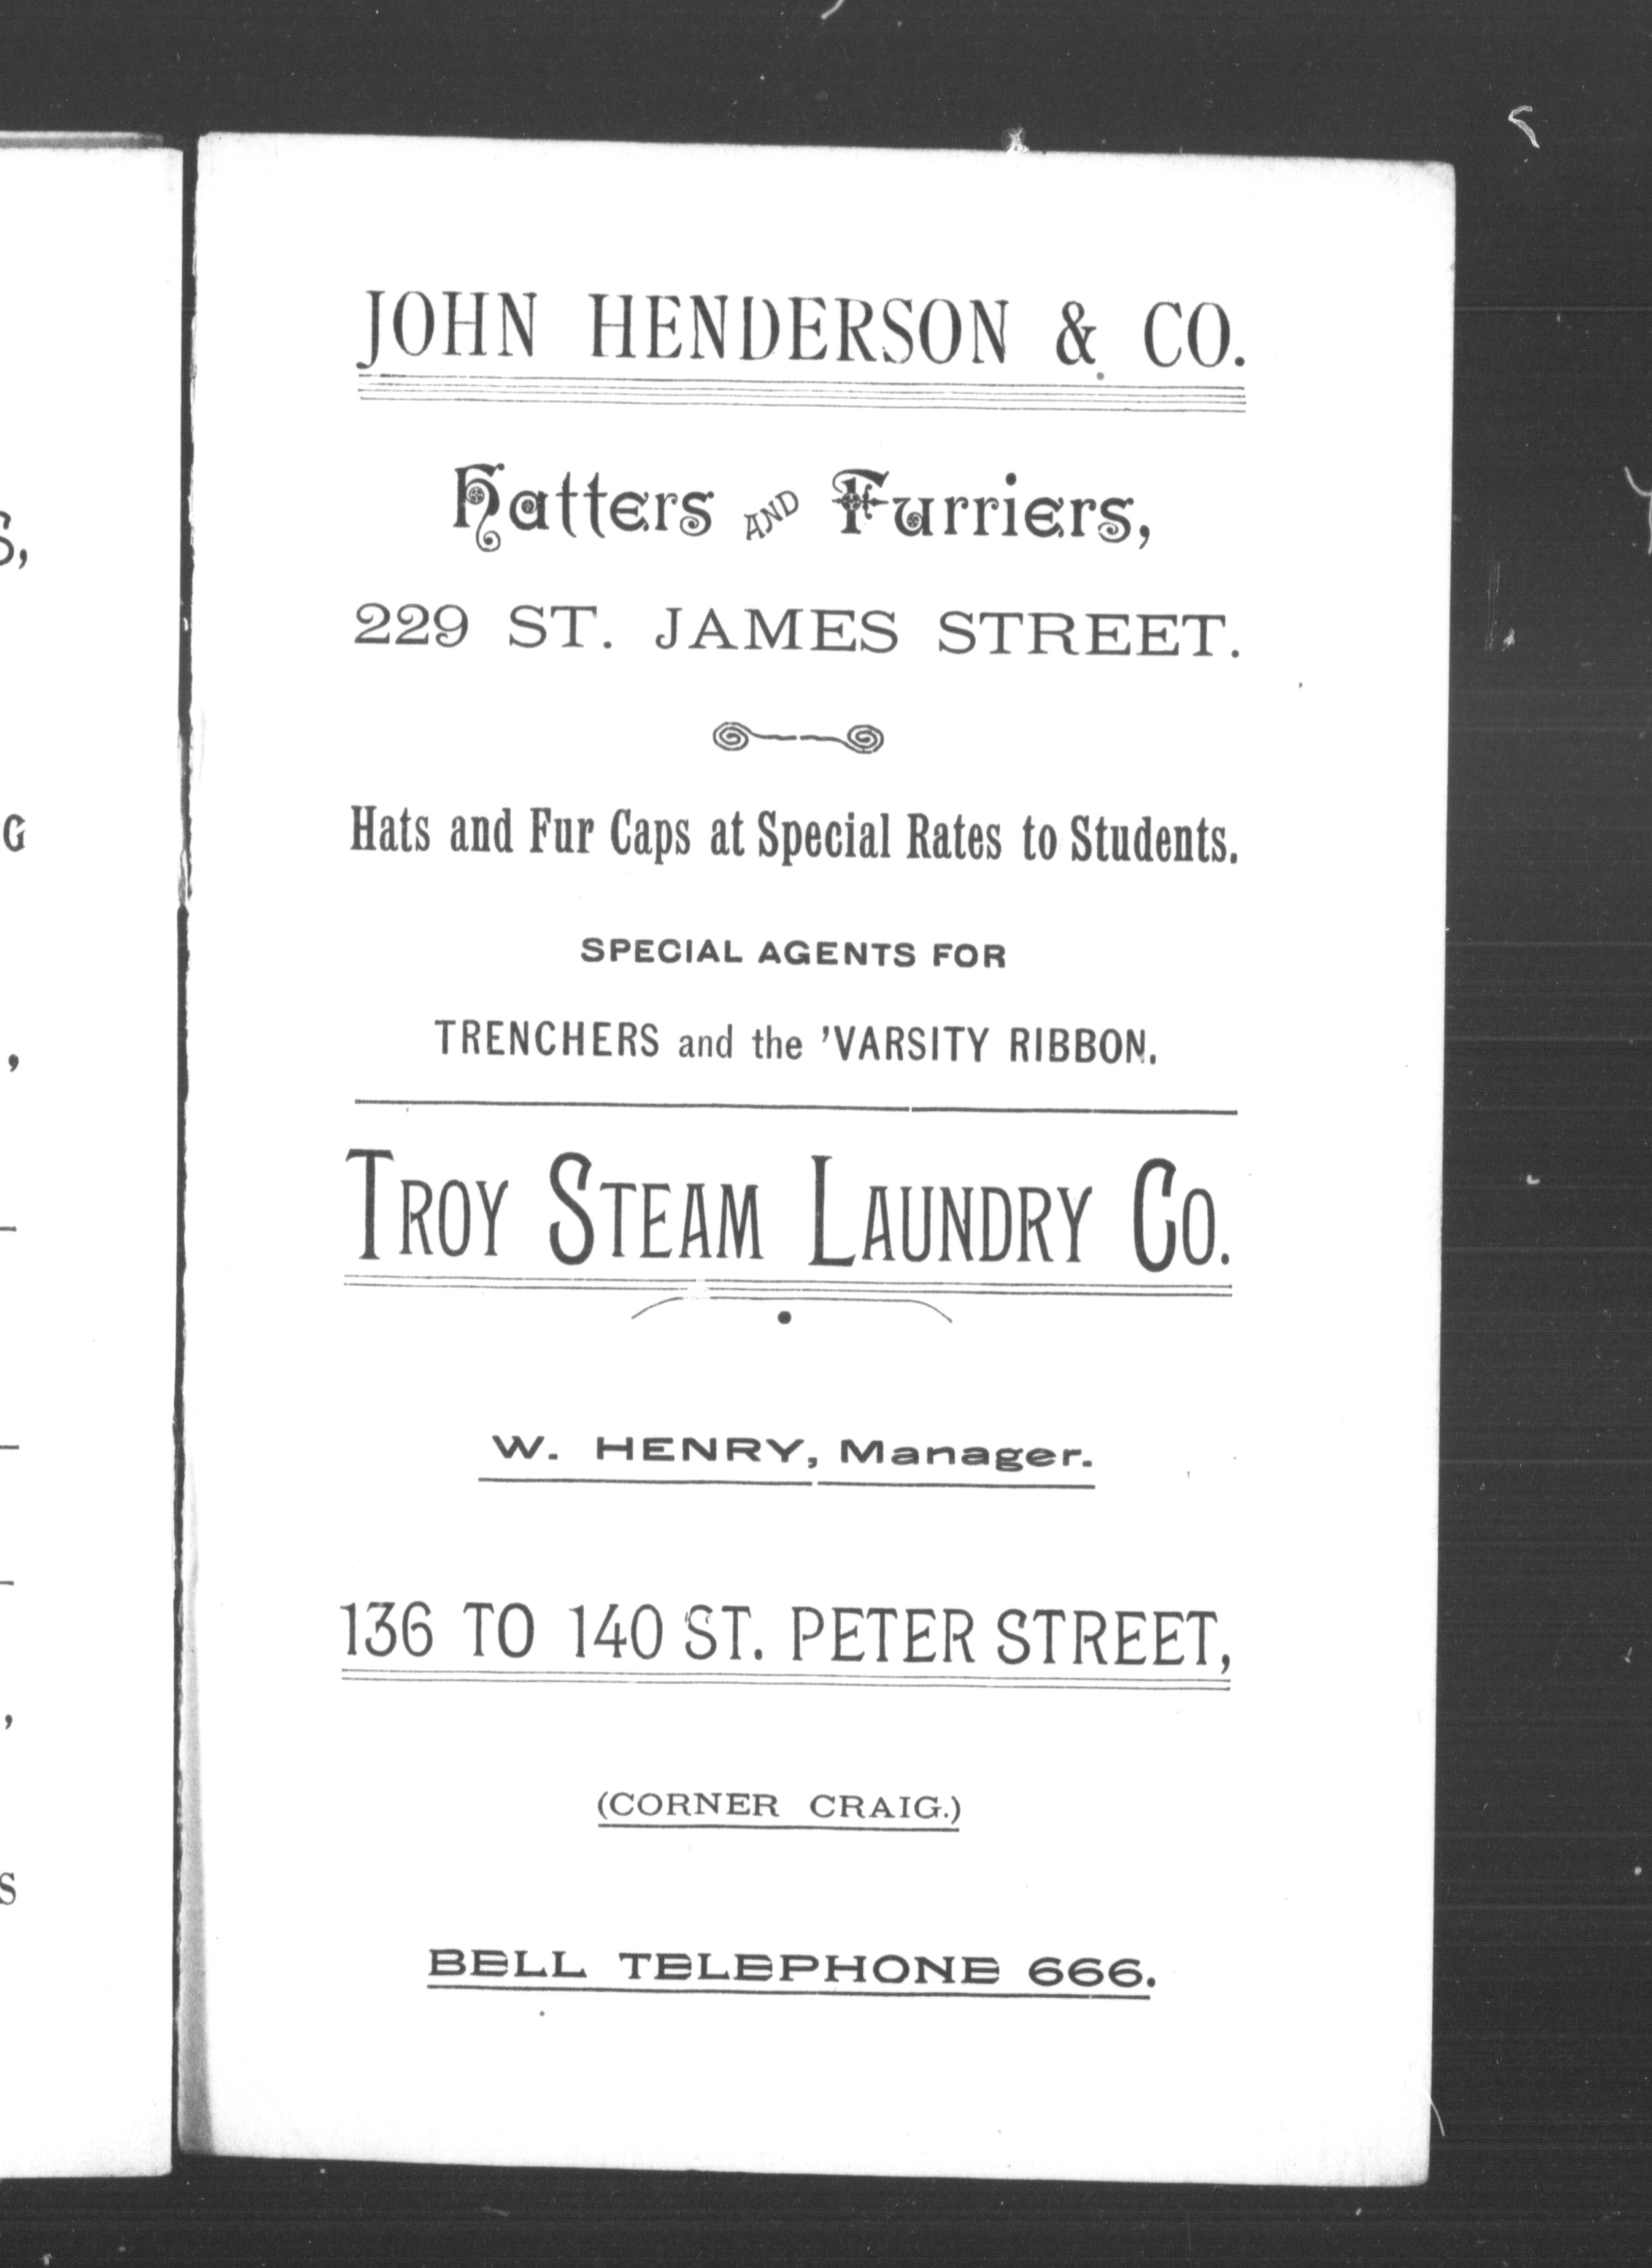 JOHN HENDERSON & CO.
Hatters AND Furriers,
229 ST. JAMES STREET.
Hats and Fur Caps at Special Rates to Students.
SPECIAL AGENTS FOR
TRENCHERS and the 'VARSITY RIBBON.
TROY STEAM LAUNDRY CO.
W. HENRY, Manager.
136 TO 140 ST. PETER STREET,
(CORNER CRAIG.)
BELL TELEPHONE 666.